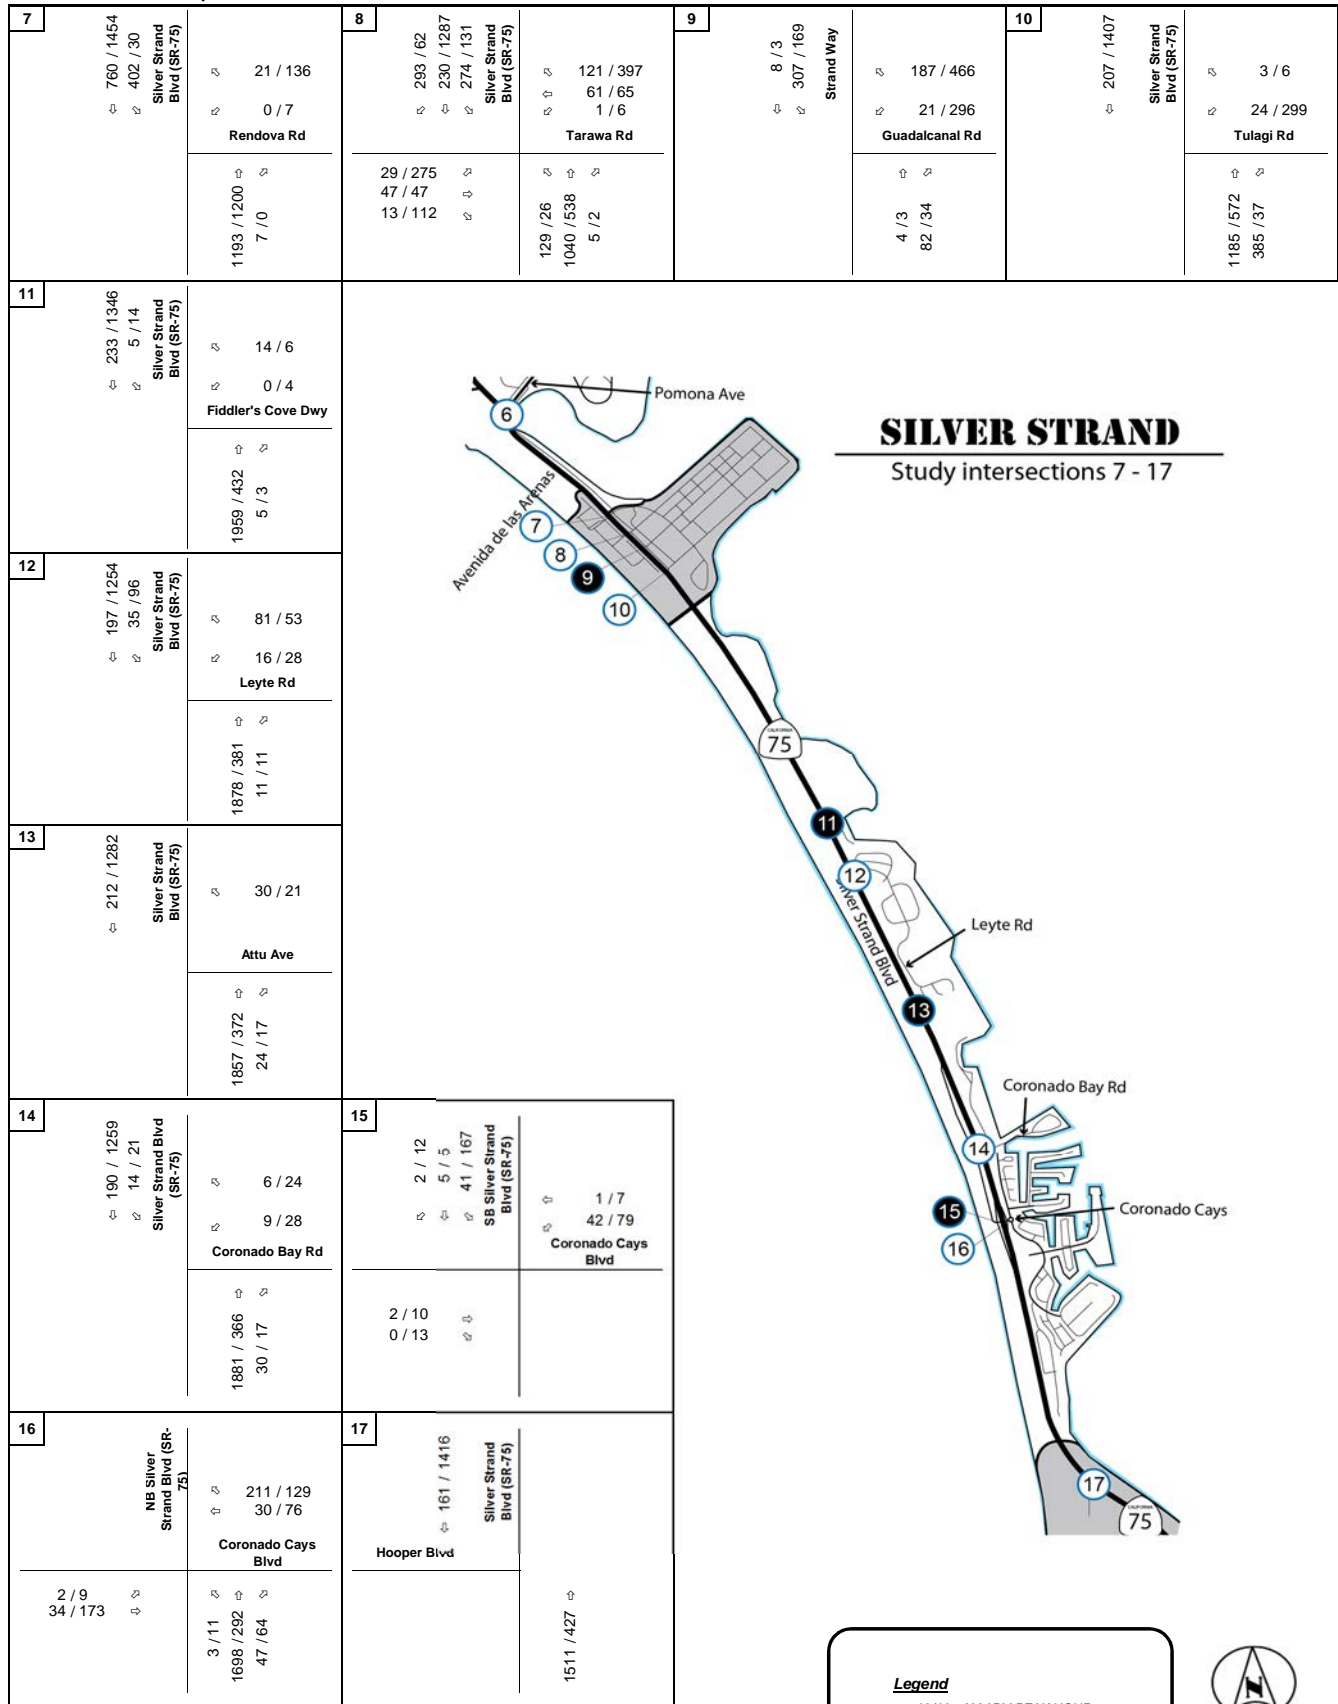 7
760 / 1454
402 / 30
Silver Strand
Blvd (SR-75)
21 / 136
0 / 7
Rendova Rd
1193 / 1200
7 / 0
8
293 / 62
230 / 1287
274 / 131
Silver Strand
Blvd (SR-75)
121 / 397
61 / 65
1 / 6
Tarawa Rd
29 / 275
47 / 47
13 / 112
129 / 26
1040 / 538
5 / 2
9
8 / 3
307 / 169
Strand Way
187 / 466
21 / 296
Guadalcanal Rd
4 / 3
82 / 34
10
207 / 1407
Silver Strand
Blvd (SR-75)
3 / 6
24 / 299
Tulagi Rd
1185 / 572
385 / 37
11
233 / 1346
5 / 14
Silver Strand
Blvd (SR-75)
14 / 6
0 / 4
Fiddler's Cove Dwy
1959 / 432
5 / 3
12
197 / 1254
35 / 96
Silver Strand
Blvd (SR-75)
81 / 53
16 / 28
Leyte Rd
1878 / 381
11 / 11
13
212 / 1282
Silver Strand
Blvd (SR-75)
30 / 21
Attu Ave
1857 / 372
24 / 17
14
190 / 1259
14 / 21
Silver Strand Blvd
(SR-75)
6 / 24
9 / 28
Coronado Bay Rd
1881 / 366
30 / 17
15
2 / 12
5 / 5
41 / 167
SB Silver Strand
Blvd (SR-75)
1 / 7
42 / 79
Coronado Cays
Blvd
2 / 10
0 / 13
16
NB Silver
Strand Blvd (SR-
75)
211 / 129
30 / 76
Coronado Cays
Blvd
2 / 9
34 / 173
3 / 11
1698 / 292
47 / 64
17
161 / 1416
Silver Strand
Blvd (SR-75)
Hooper Blvd
1511 / 427
SILVER STRAND
Study intersections 7 - 17
Pomona Ave
6
Avenida de las Arenas
7
8
9
10
CALIFORNIA
75
11
12
Silver Strand Blvd
Leyte Rd
13
Coronado Bay Rd
14
15
Coronado Cays
16
17
CALIFORNIA
75
Legend
N